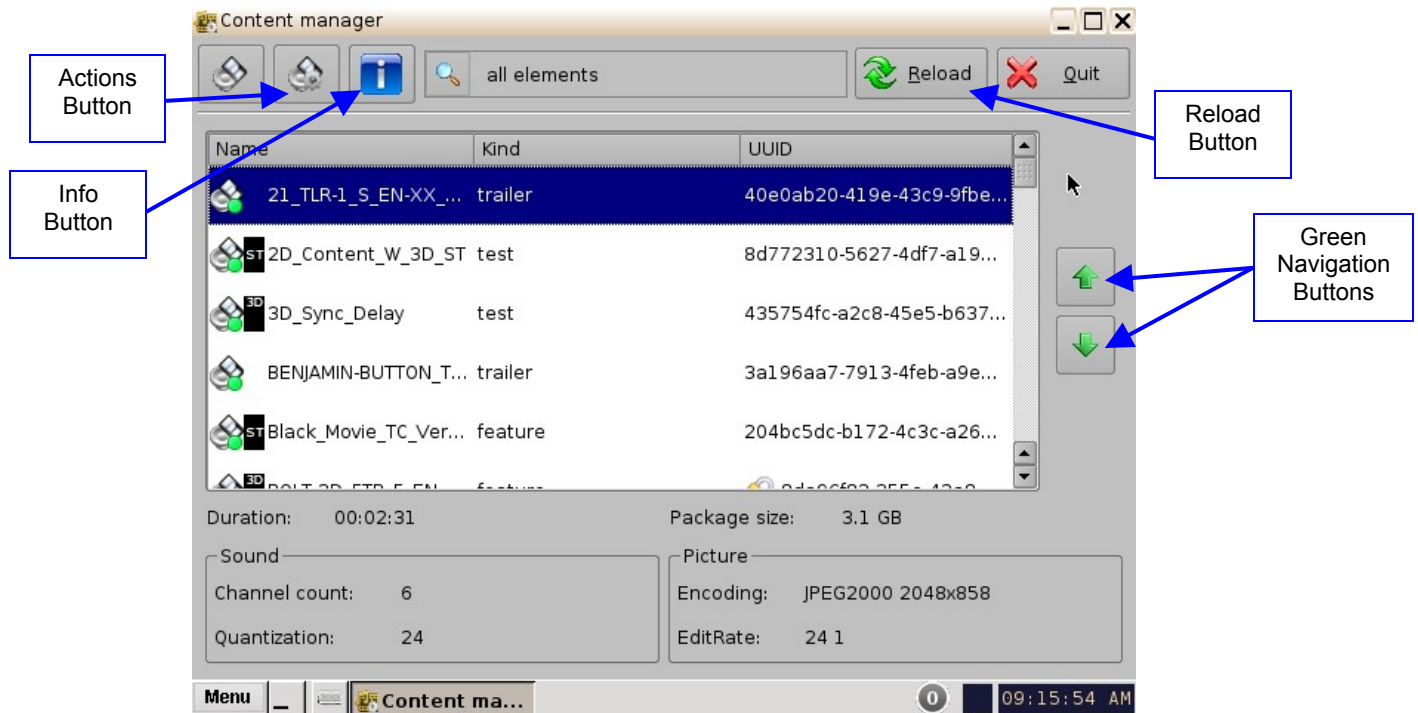 Content manager
Actions
Button
all elements
Reload
Quit
Reload
Button
Info
Button
Name Kind UUID
21_TLR-1_S_EN-XX_... trailer 40e0ab20-419e-43c9-9fbe...
ST 2D_Content_W_3D_ST test 8d772310-5627-4df7-a19...
3D 3D_Sync_Delay test 435754fc-a2c8-45e5-b637...
BENJAMIN-BUTTON_T... trailer 3a196aa7-7913-4feb-a9e...
ST Black_Movie_TC_Ver... feature 204bc5dc-b172-4c3c-a26...
3D
Green
Navigation
Buttons
Duration: 00:02:31 Package size: 3.1 GB
Sound
Channel count: 6
Quantization: 24
Picture
Encoding: JPEG2000 2048x858
EditRate: 24 1
Menu
Content ma...
0
09:15:54 AM